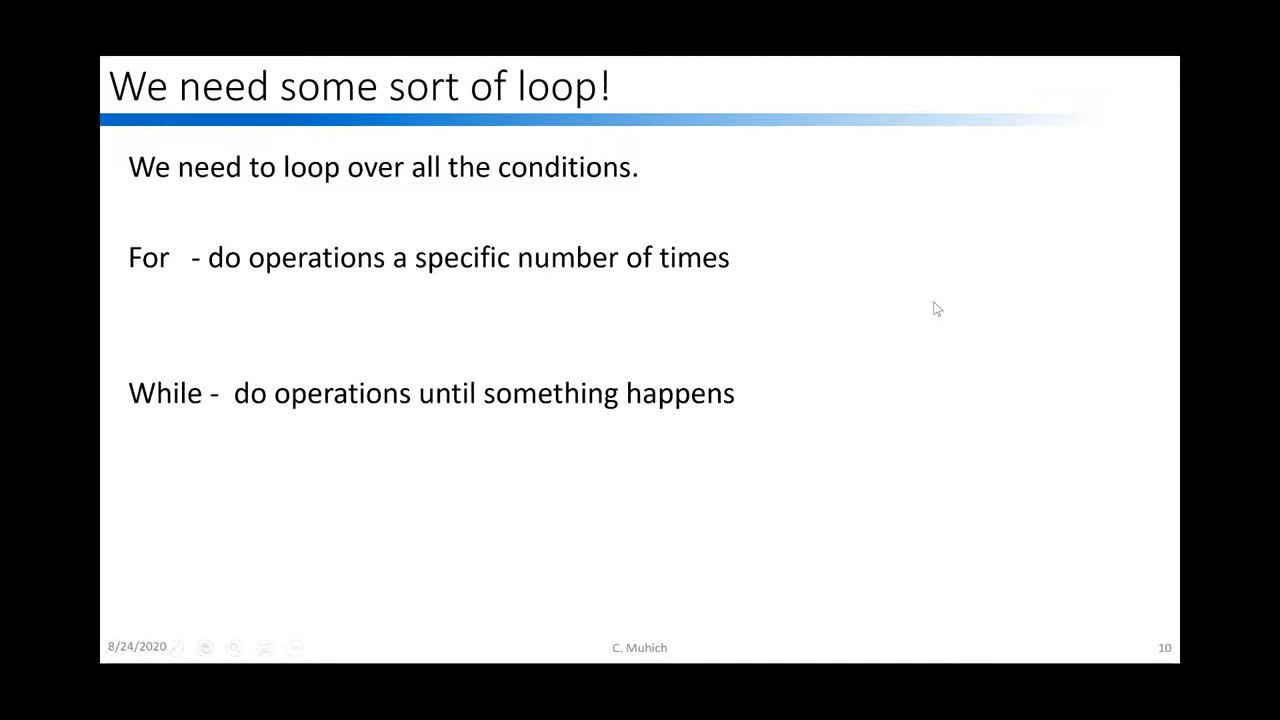 We need some sort of loop!
We need to loop over all the conditions.
For - do operations a specific number of times
While - do operations until something happens
8/24/2020
C. Muhich
10